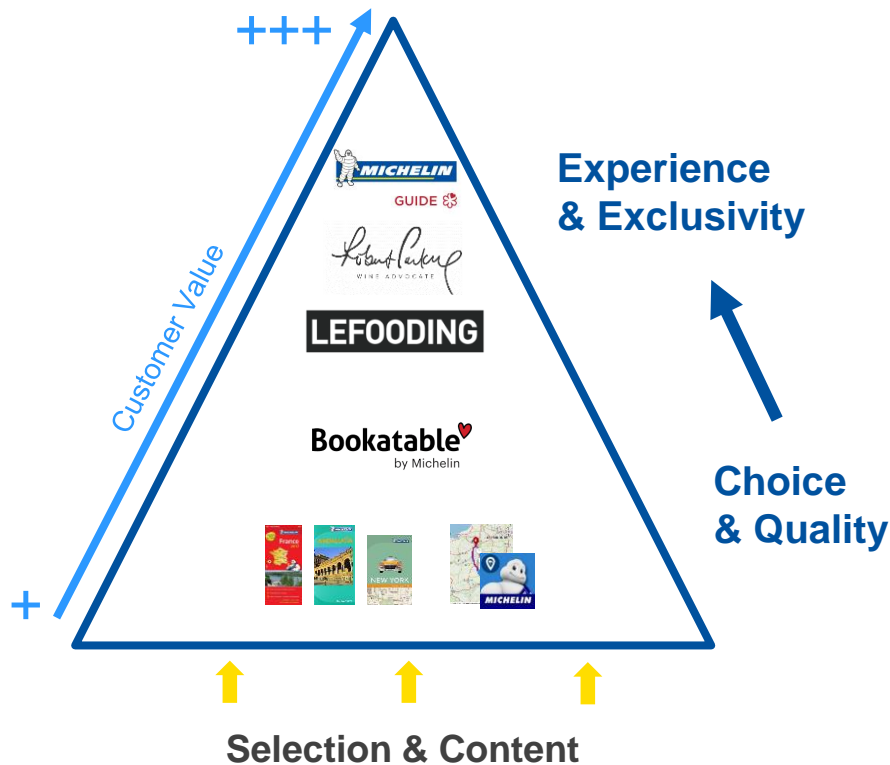 +++
MICHELIN
GUIDE
Experience
& Exclusivity
Robert Parker
WINE ADVOCATE
LEFOODING
Customer Value
Bookatable
by Michelin
Choice
& Quality
France
NEW YORK
MICHELIN
+
Selection & Content